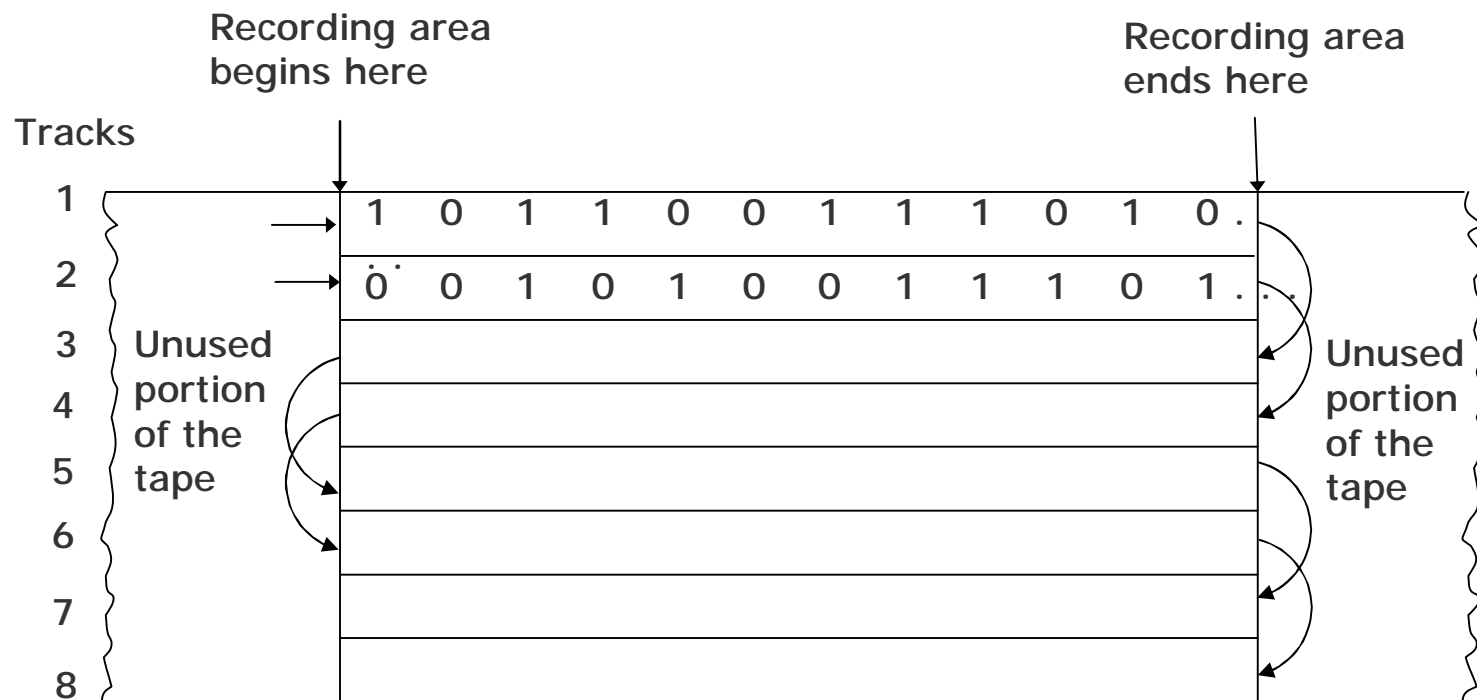 Recording area
begins here
Recording area
ends here
Tracks
1
1 0 1 1 0 0 1 1 1 0 1 0 .
. .
2
0 0 1 0 1 0 0 1 1 1 0 1 . . .
3
4
5
6
7
8
Unused
portion
of the
tape
Unused
portion
of the
tape